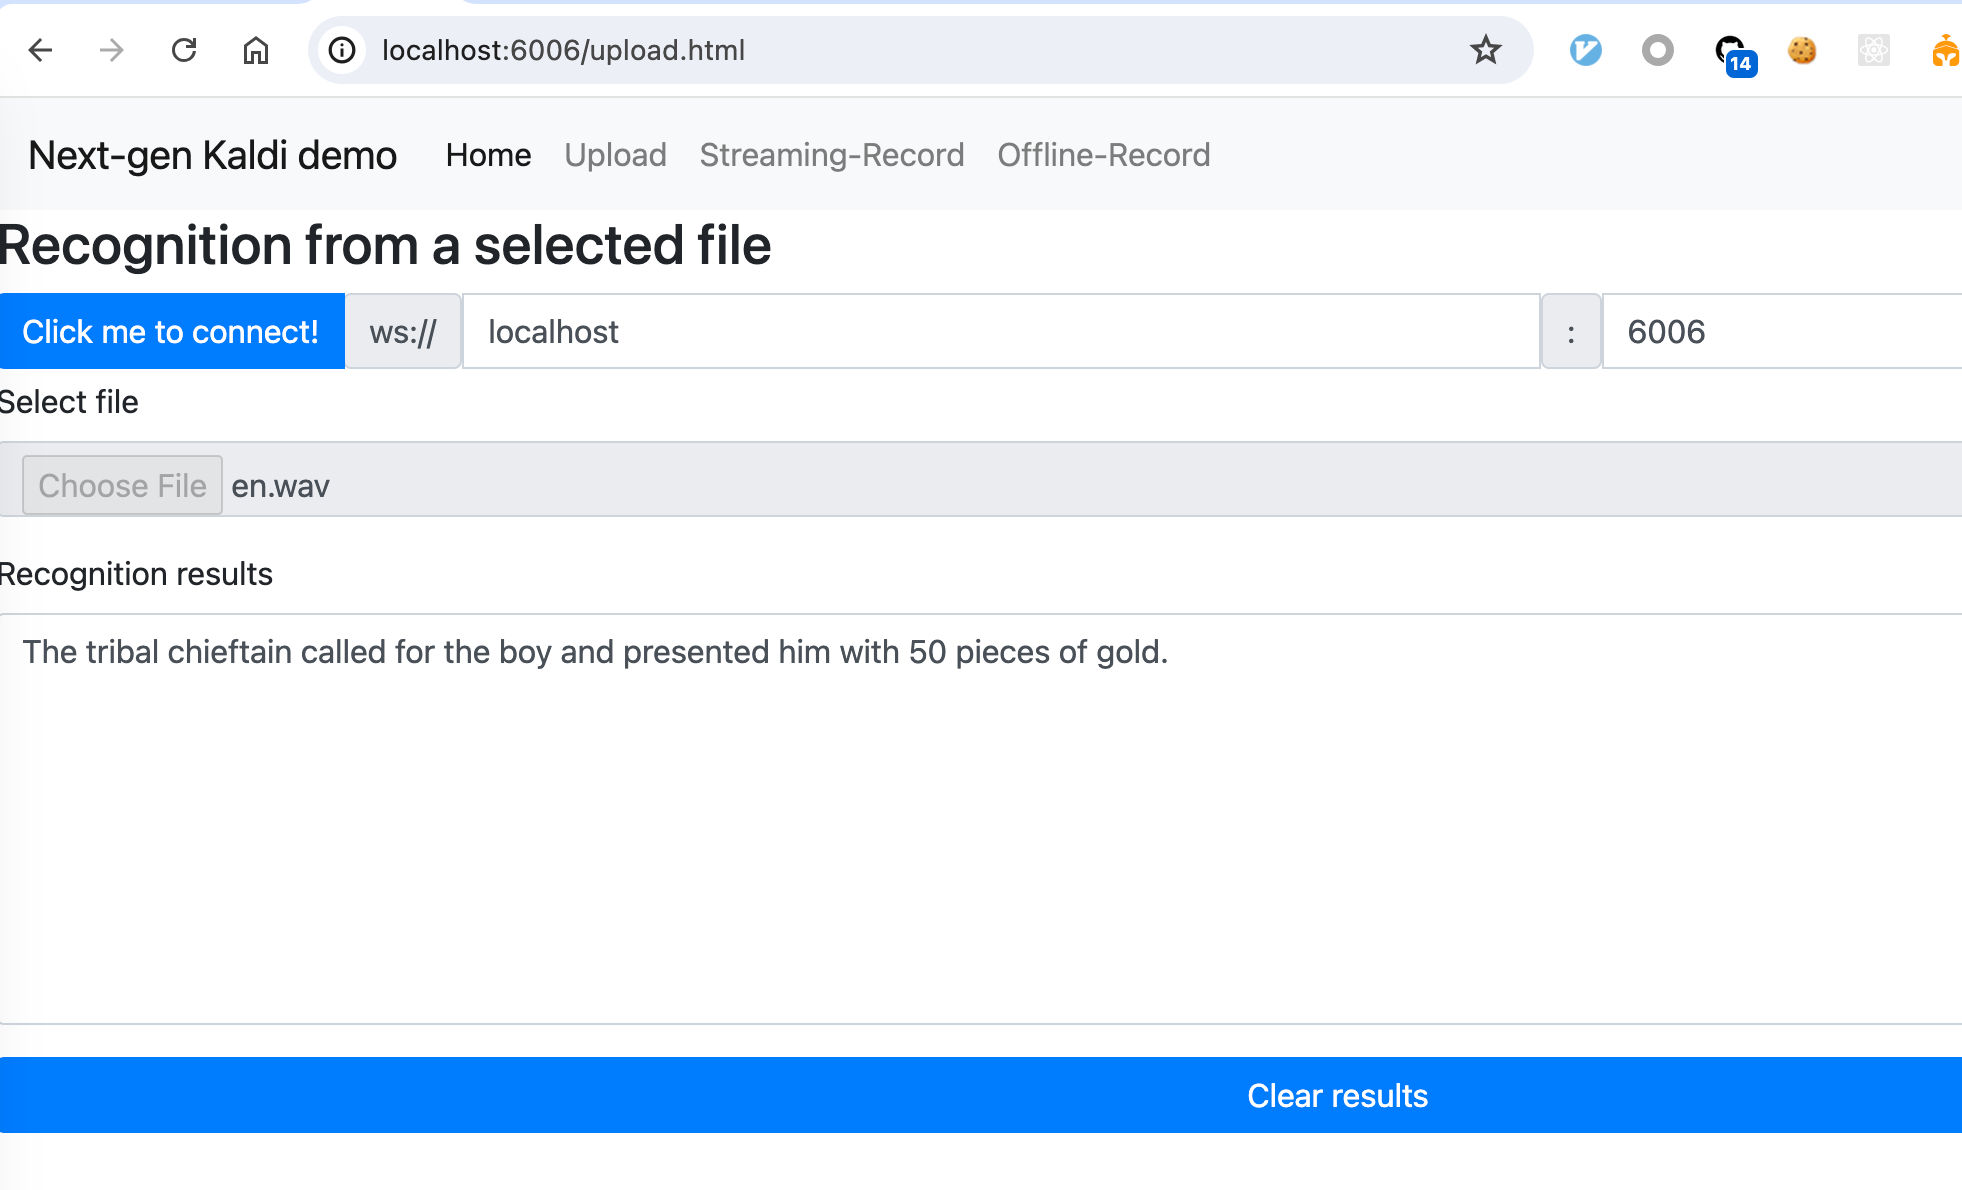 localhost:6006/upload.html
14
Next-gen Kaldi demo Home Upload Streaming-Record Offline-Record
Recognition from a selected file
Click me to connect! ws:// localhost : 6006
Select file
Choose File en.wav
Recognition results
The tribal chieftain called for the boy and presented him with 50 pieces of gold.
Clear results